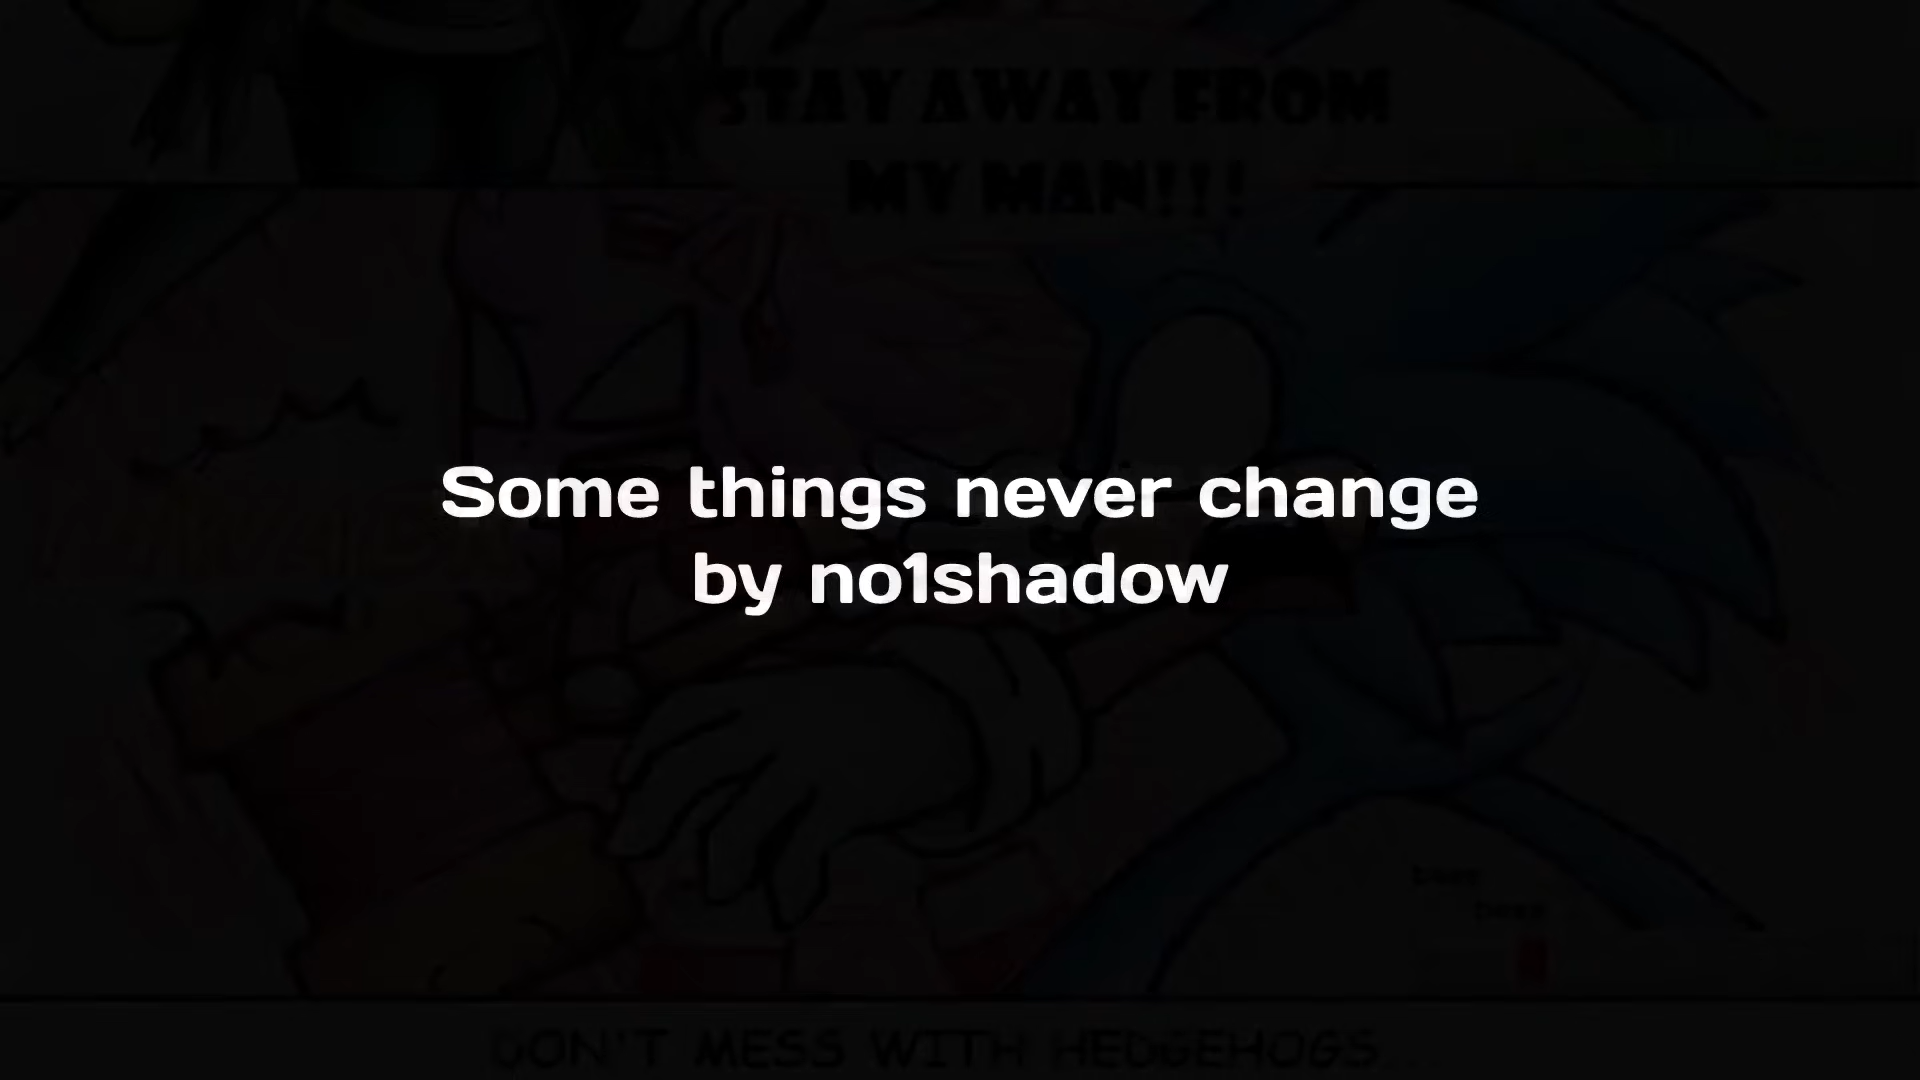 STAY AWAY FROM
MY MAN!!!
Some things never change
by no1shadow
DON'T MESS WITH HEDGEHOGS...